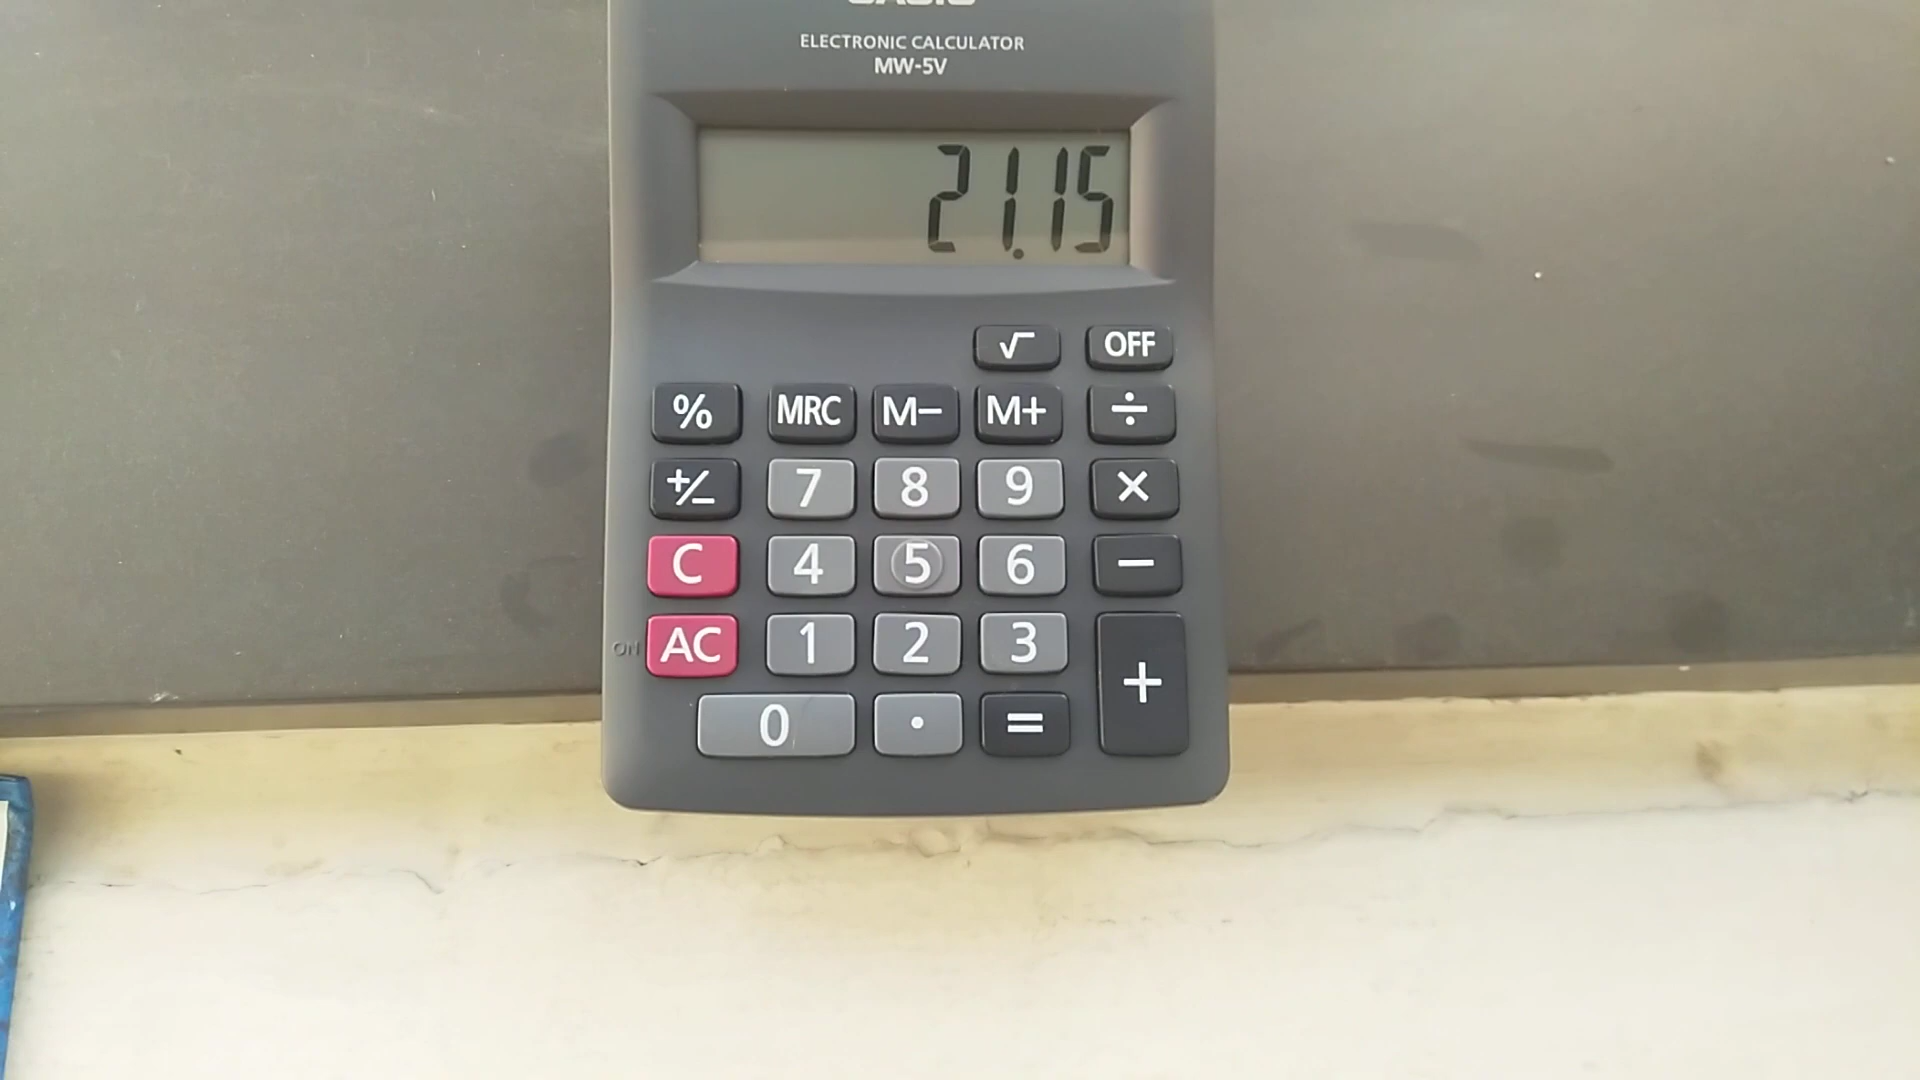 CASIO
ELECTRONIC CALCULATOR
MW-5V
21.15
√ OFF
% MRC M− M+ ÷
+/− 7 8 9 ×
C 4 5 6 −
ON AC 1 2 3 +
0 . =